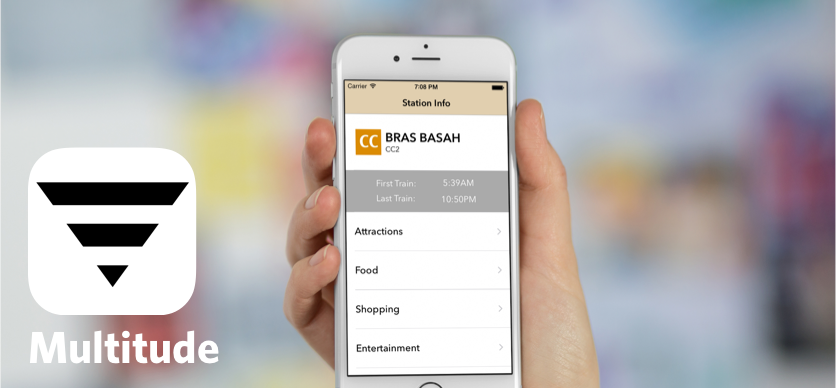 Carrier 7:08 PM
Station Info
CC BRAS BASAH
CC2
First Train: 5:39AM
Last Train: 10:50PM
Attractions
Food
Shopping
Entertainment
Multitude